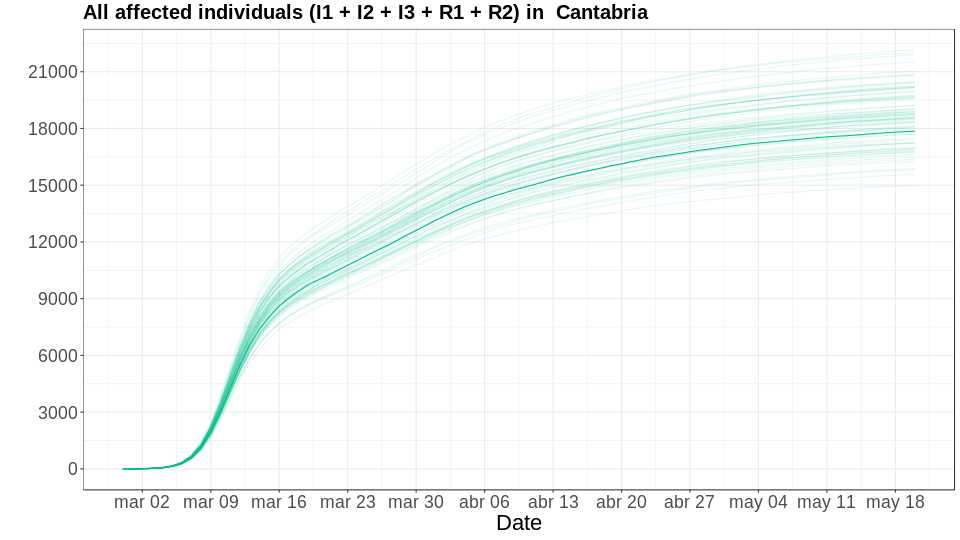 All affected individuals (I1 + I2 + I3 + R1 + R2) in  Cantabria
21000
18000
15000
12000
9000
6000
3000
0
mar 02 mar 09 mar 16 mar 23 mar 30 abr 06 abr 13 abr 20 abr 27 may 04 may 11 may 18
Date